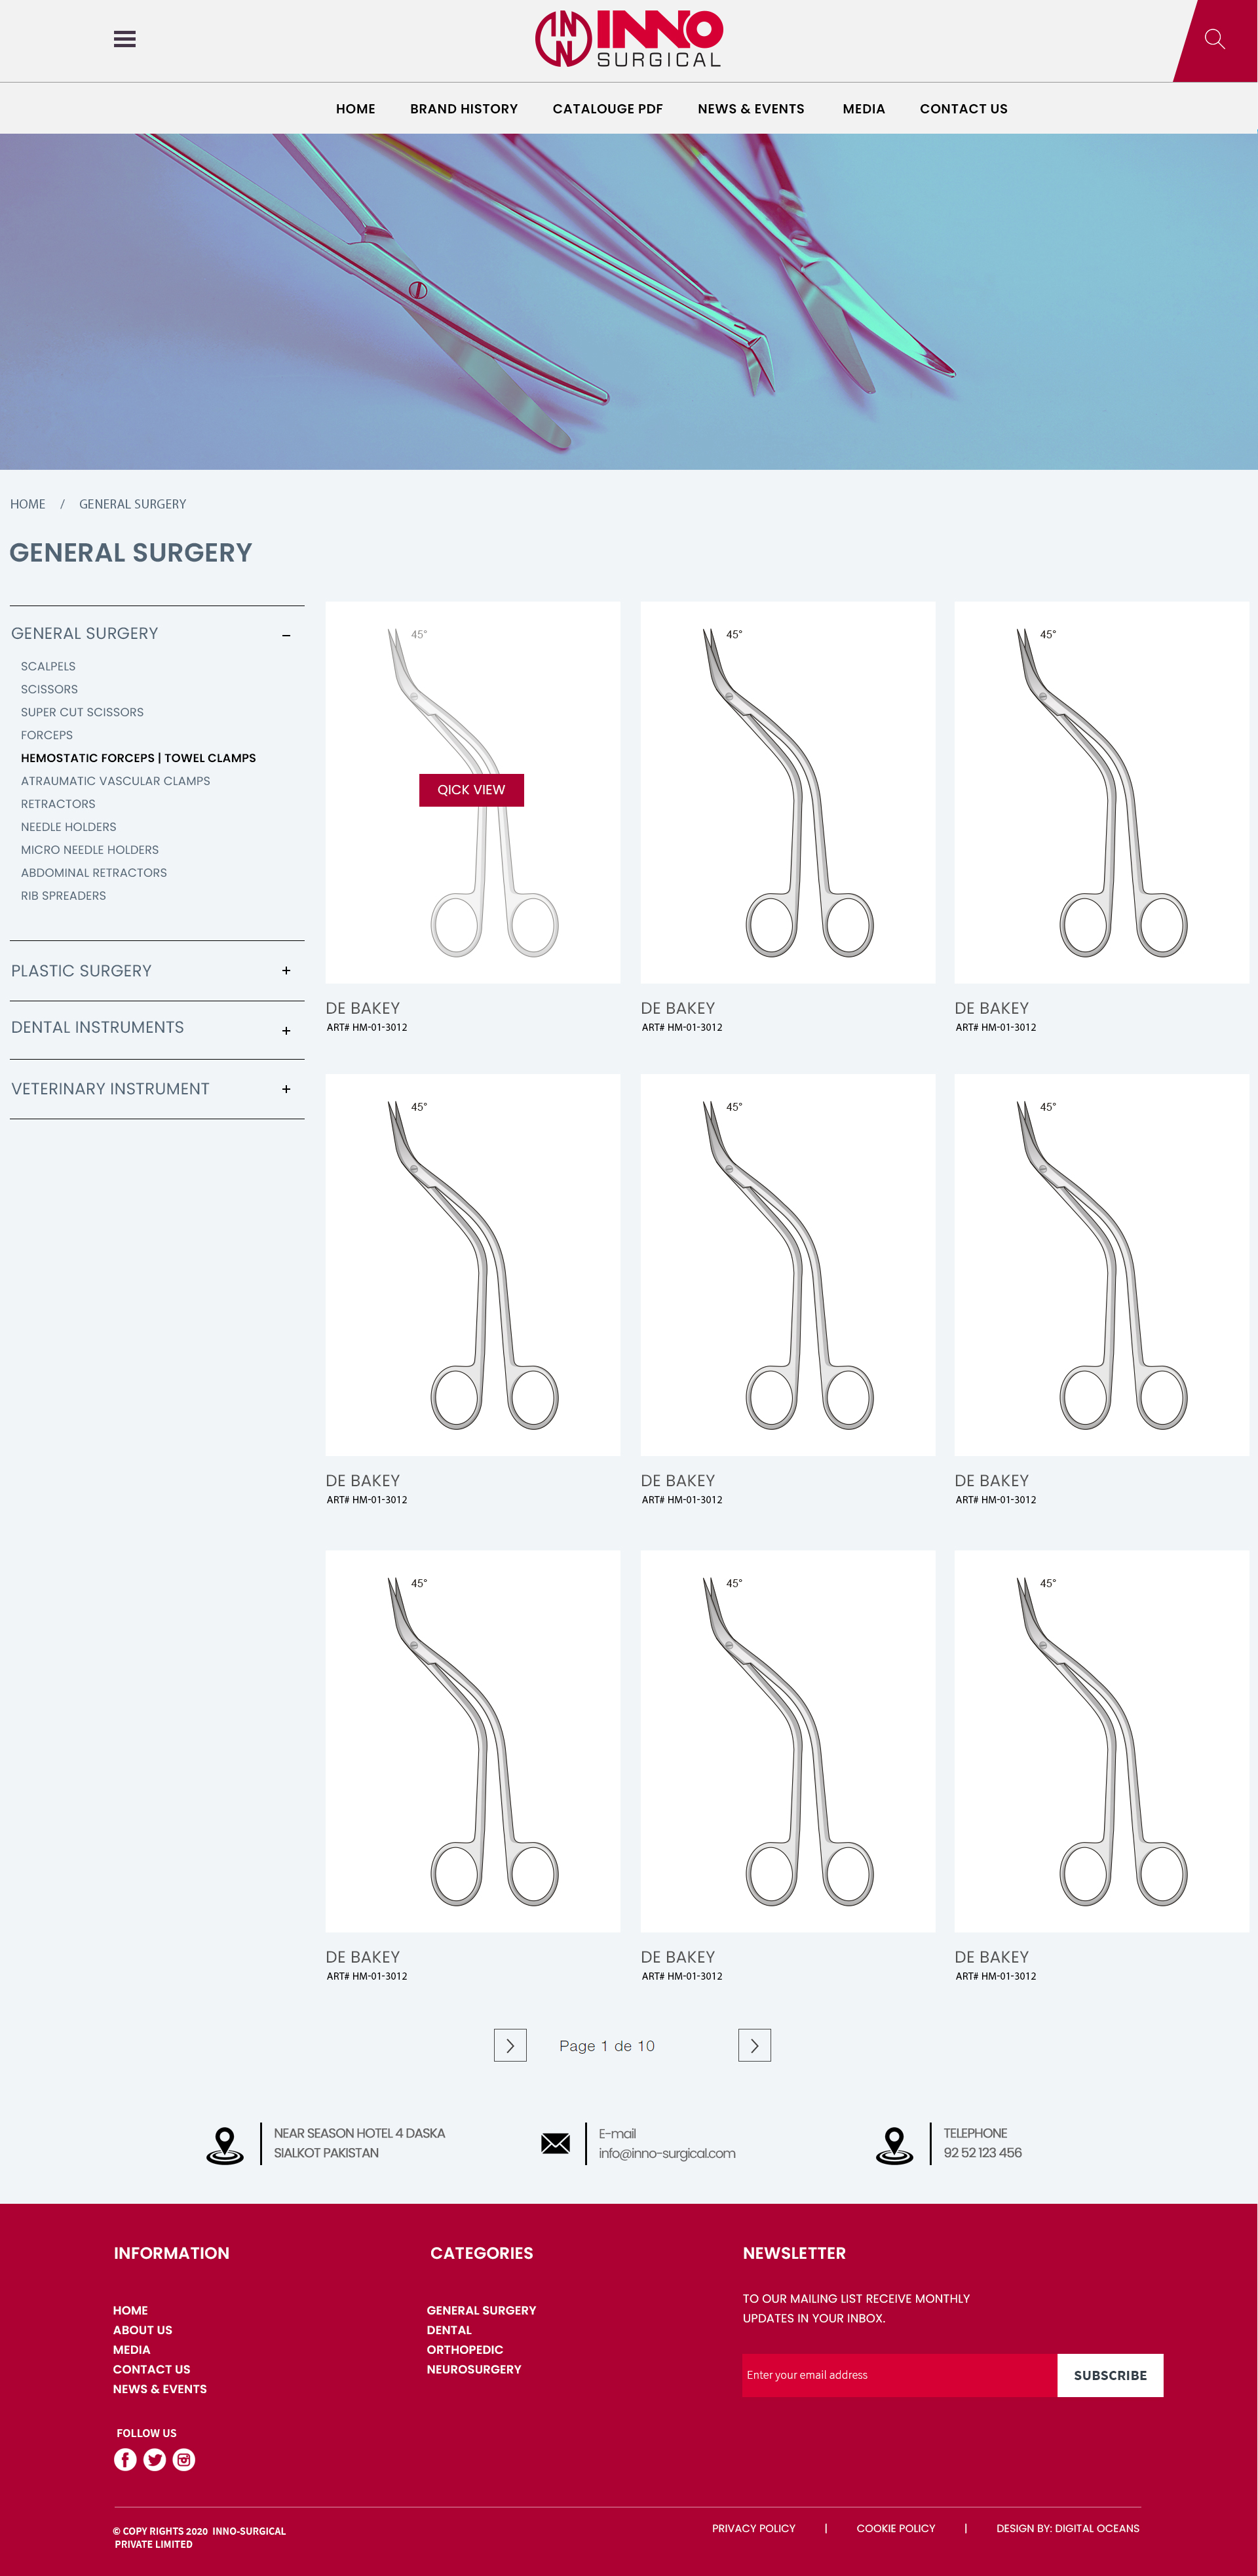 INN
INNO
SURGICAL
HOME BRAND HISTORY CATALOUGE PDF NEWS & EVENTS MEDIA CONTACT US
HOME / GENERAL SURGERY
GENERAL SURGERY
GENERAL SURGERY −
SCALPELS
SCISSORS
SUPER CUT SCISSORS
FORCEPS
HEMOSTATIC FORCEPS | TOWEL CLAMPS
ATRAUMATIC VASCULAR CLAMPS
RETRACTORS
NEEDLE HOLDERS
MICRO NEEDLE HOLDERS
ABDOMINAL RETRACTORS
RIB SPREADERS
PLASTIC SURGERY +
DENTAL INSTRUMENTS +
VETERINARY INSTRUMENT +
45° 45° 45°
QICK VIEW
DE BAKEY DE BAKEY DE BAKEY
ART# HM-01-3012 ART# HM-01-3012 ART# HM-01-3012
45° 45° 45°
DE BAKEY DE BAKEY DE BAKEY
ART# HM-01-3012 ART# HM-01-3012 ART# HM-01-3012
45° 45° 45°
DE BAKEY DE BAKEY DE BAKEY
ART# HM-01-3012 ART# HM-01-3012 ART# HM-01-3012
Page 1 de 10
NEAR SEASON HOTEL 4 DASKA
SIALKOT PAKISTAN
E-mail
info@inno-surgical.com
TELEPHONE
92 52 123 456
INFORMATION
HOME
ABOUT US
MEDIA
CONTACT US
NEWS & EVENTS
FOLLOW US
CATEGORIES
GENERAL SURGERY
DENTAL
ORTHOPEDIC
NEUROSURGERY
NEWSLETTER
TO OUR MAILING LIST RECEIVE MONTHLY
UPDATES IN YOUR INBOX.
Enter your email address SUBSCRIBE
© COPY RIGHTS 2020 INNO-SURGICAL
PRIVATE LIMITED
PRIVACY POLICY | COOKIE POLICY | DESIGN BY: DIGITAL OCEANS